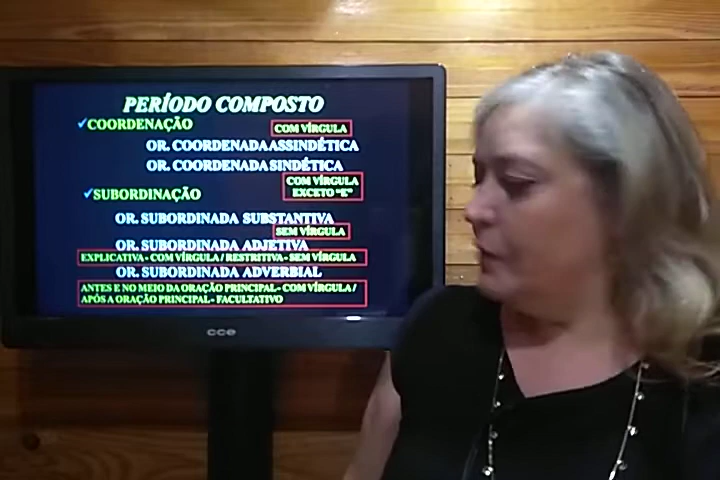 PERÍODO COMPOSTO
✓COORDENAÇÃO
COM VÍRGULA
OR. COORDENADA ASSINDÉTICA
OR. COORDENADA SINDÉTICA
COM VÍRGULA
EXCETO "E"
✓SUBORDINAÇÃO
OR. SUBORDINADA SUBSTANTIVA
SEM VÍRGULA
OR. SUBORDINADA ADJETIVA
EXPLICATIVA - COM VÍRGULA / RESTRITIVA - SEM VÍRGULA
OR. SUBORDINADA ADVERBIAL
ANTES E NO MEIO DA ORAÇÃO PRINCIPAL - COM VÍRGULA /
APÓS A ORAÇÃO PRINCIPAL - FACULTATIVO
cce